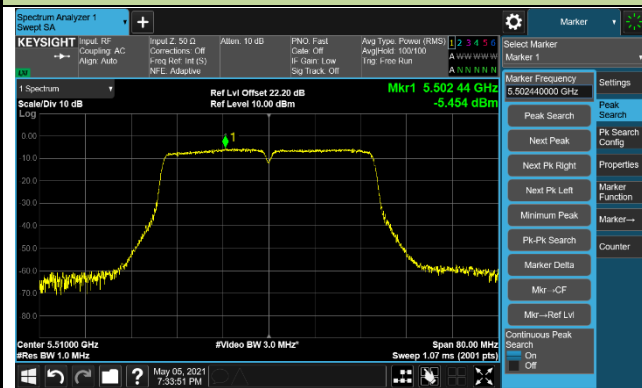 Spectrum Analyzer 1
Swept SA
Marker
KEYSIGHT
Input: RF
Coupling: AC
Align: Auto
Input Z: 50 Ω
Corrections: Off
Freq Ref: Int (S)
NFE: Adaptive
Atten: 10 dB
PNO: Fast
Gate: Off
IF Gain: Low
Sig Track: Off
Avg Type: Power (RMS)
Avg|Hold: 100/100
Trig: Free Run
1 2 3 4 5 6
A W W W W W
A N N N N N
LXI
Select Marker
Marker 1
1 Spectrum
Scale/Div 10 dB
Log
Ref Lvl Offset 22.20 dB
Ref Level 10.00 dBm
Mkr1 5.502 44 GHz
-5.454 dBm
1
0.00
-10.0
-20.0
-30.0
-40.0
-50.0
-60.0
-70.0
-80.0
Center 5.51000 GHz
#Res BW 1.0 MHz
#Video BW 3.0 MHz*
Span 80.00 MHz
Sweep 1.07 ms (2001 pts)
Marker Frequency
5.502440000 GHz
Peak Search
Next Peak
Next Pk Right
Next Pk Left
Minimum Peak
Pk-Pk Search
Marker Delta
Mkr→CF
Mkr→Ref Lvl
Continuous Peak
Search
On
Off
Settings
Peak
Search
Pk Search
Config
Properties
Marker
Function
Marker→
Counter
?
May 05, 2021
7:33:51 PM